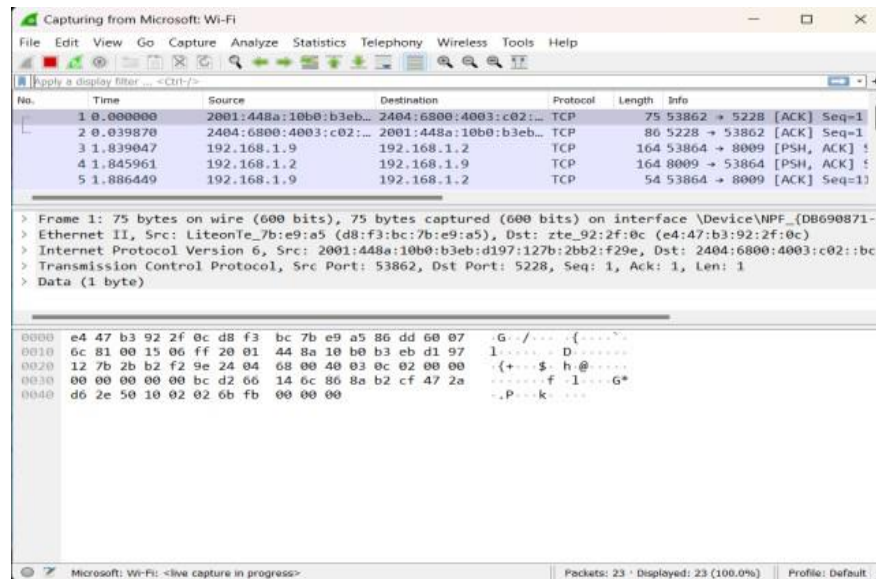 Capturing from Microsoft: Wi-Fi
File Edit View Go Capture Analyze Statistics Telephony Wireless Tools Help
Apply a display filter ... <Ctrl-/>
No. Time Source Destination Protocol Length Info
1 0.000000 2001:448a:10b0:b3eb:… 2404:6800:4003:c02:… TCP 75 53862 → 5228 [ACK] Seq=1
2 0.039870 2404:6800:4003:c02:… 2001:448a:10b0:b3eb… TCP 86 5228 → 53862 [ACK] Seq=1
3 1.839047 192.168.1.9 192.168.1.2 TCP 164 53864 → 8009 [PSH, ACK]
4 1.845961 192.168.1.2 192.168.1.9 TCP 164 8009 → 53864 [PSH, ACK]
5 1.886449 192.168.1.9 192.168.1.2 TCP 54 53864 → 8009 [ACK] Seq=11
> Frame 1: 75 bytes on wire (600 bits), 75 bytes captured (600 bits) on interface \Device\NPF_{DB690871-
> Ethernet II, Src: LiteonTe_7b:e9:a5 (d8:f3:bc:7b:e9:a5), Dst: zte_92:2f:0c (e4:47:b3:92:2f:0c)
> Internet Protocol Version 6, Src: 2001:448a:10b0:b3eb:d197:127b:2bb2:f29e, Dst: 2404:6800:4003:c02::bc
> Transmission Control Protocol, Src Port: 53862, Dst Port: 5228, Seq: 1, Ack: 1, Len: 1
> Data (1 byte)
0000 e4 47 b3 92 2f 0c d8 f3 bc 7b e9 a5 86 dd 60 07 ·G··/··· ·{····`·
0010 6c 81 00 15 06 ff 20 01 44 8a 10 b0 b3 eb d1 97 l····· · D·······
0020 12 7b 2b b2 f2 9e 24 04 68 00 40 03 0c 02 00 00 ·{+···$· h·@·····
0030 00 00 00 00 00 bc d2 66 14 6c 86 8a b2 cf 47 2a ·······f ·l····G*
0040 d6 2e 50 10 02 02 6b fb 00 00 00 ·.P···k· ···
Microsoft: Wi-Fi: <live capture in progress> Packets: 23 · Displayed: 23 (100.0%) Profile: Default